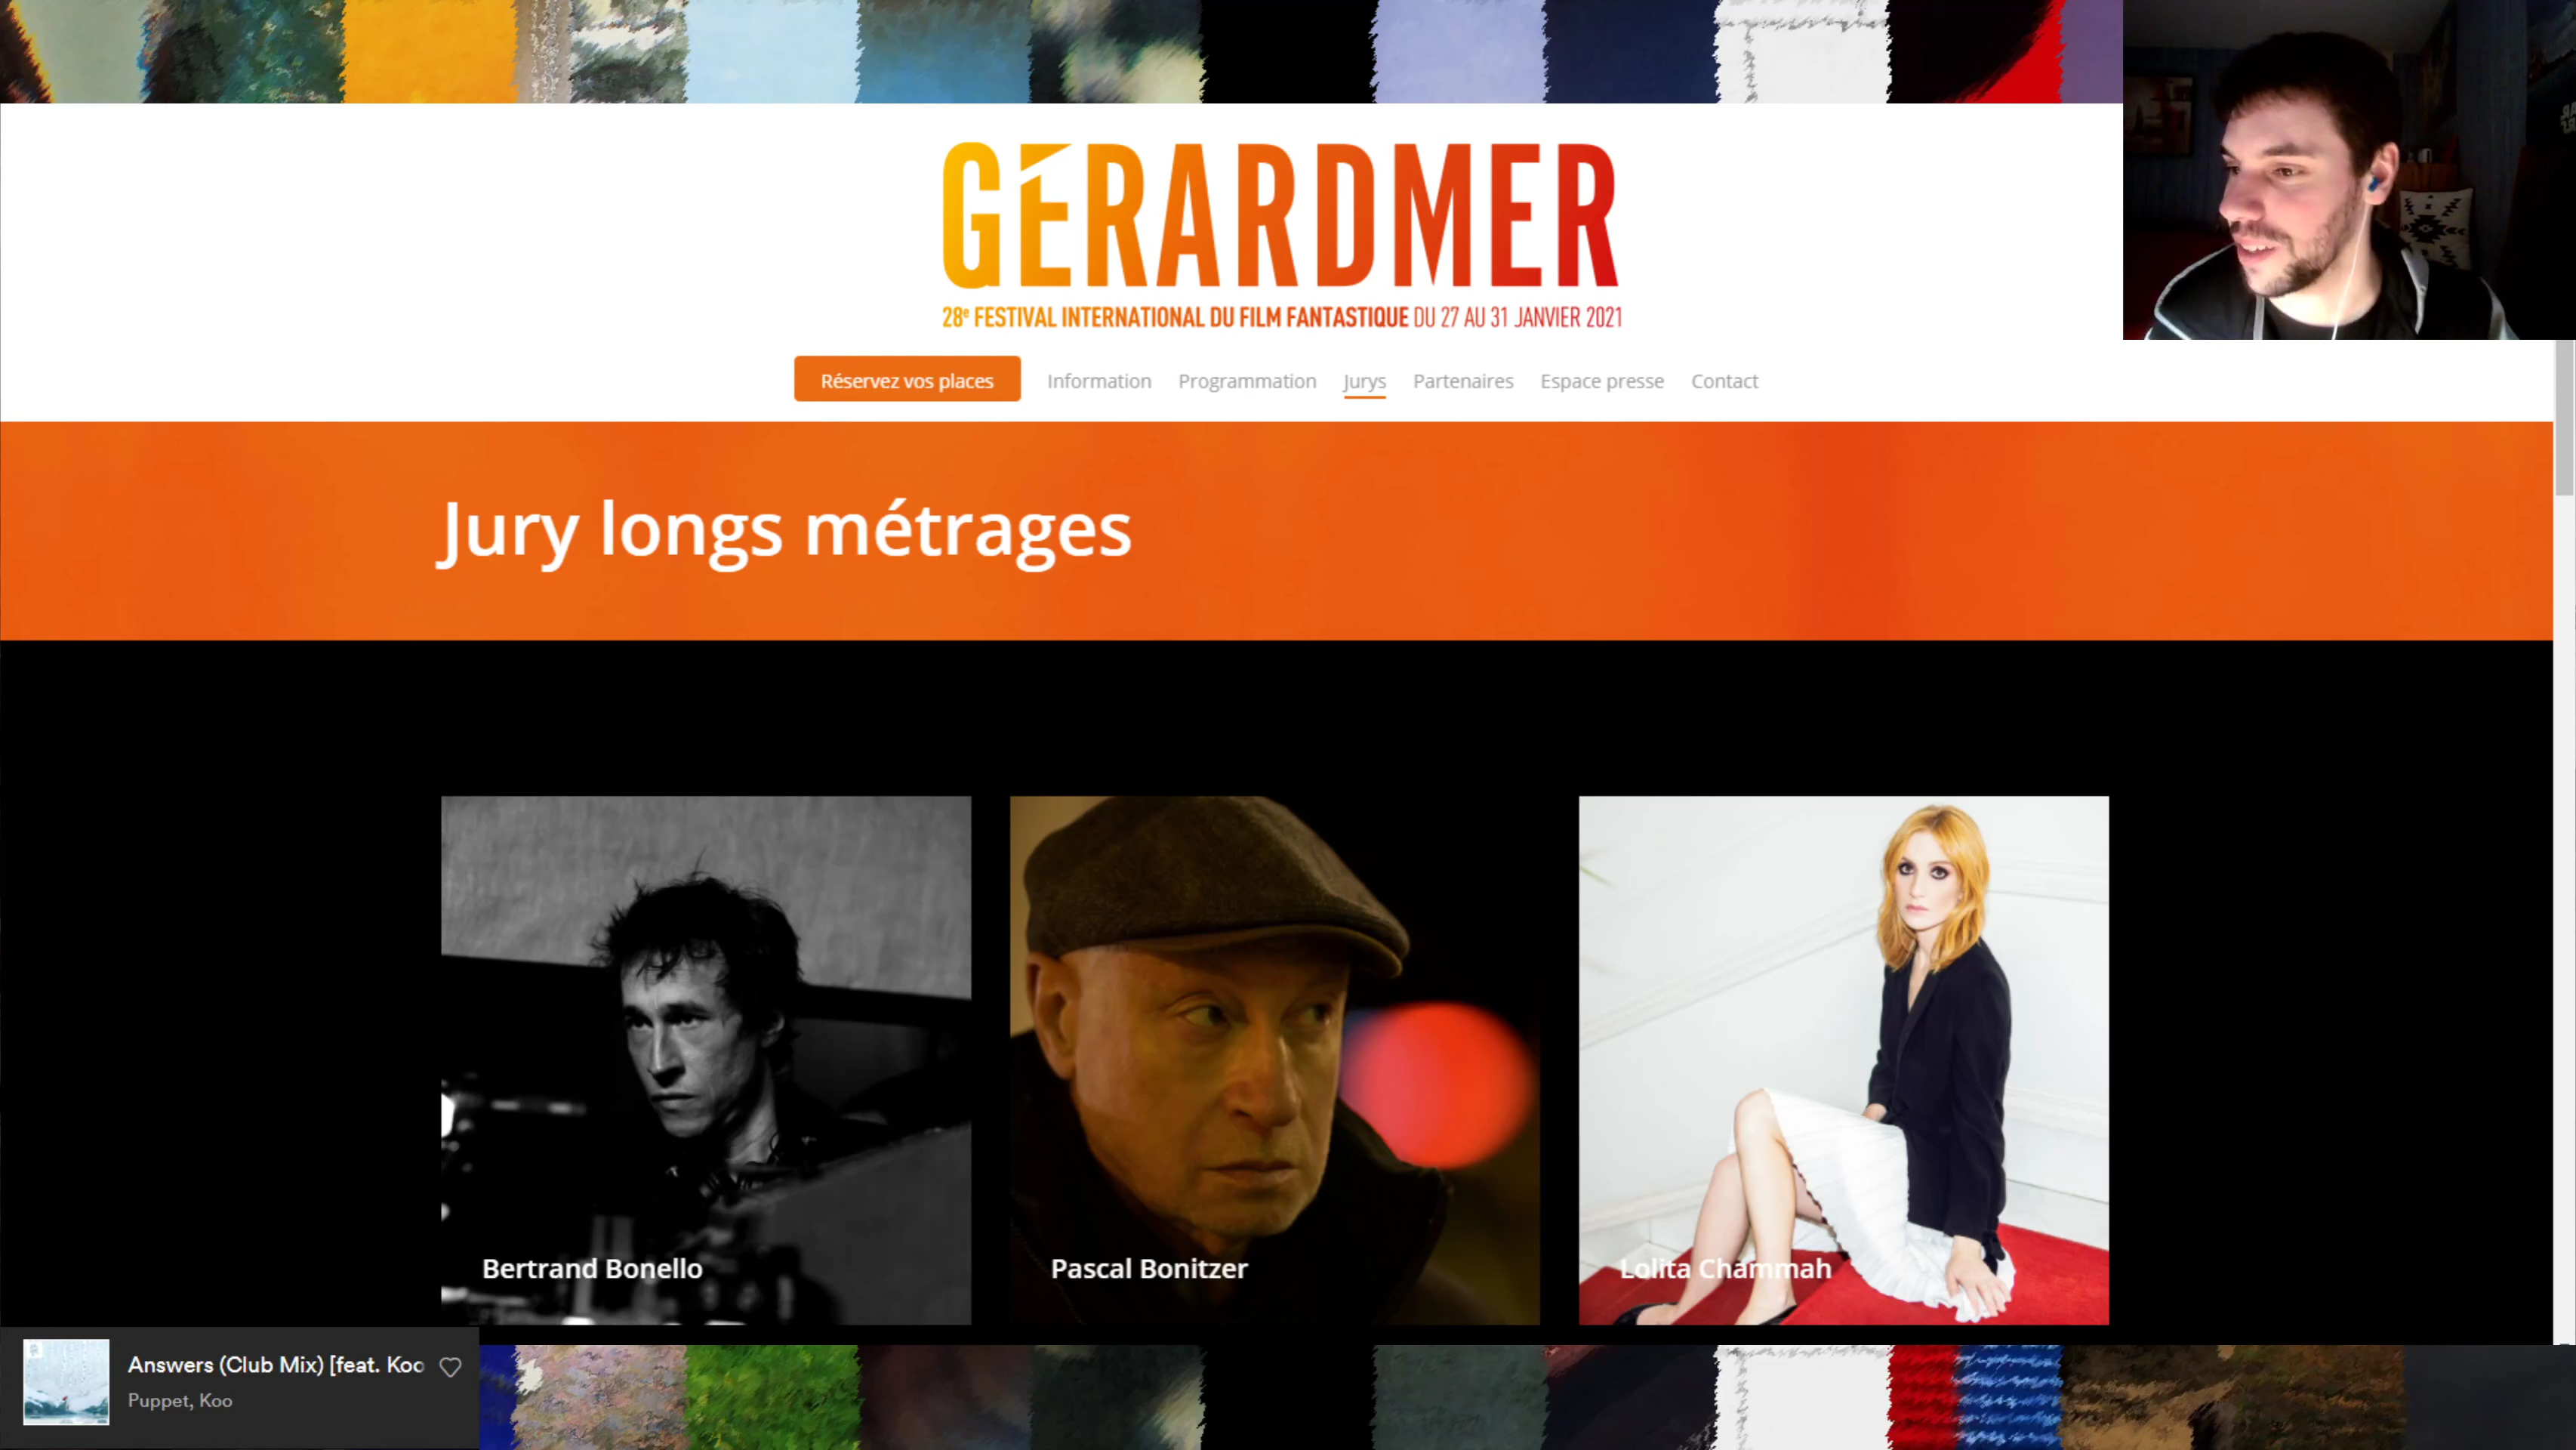 GÉRARDMER
28e FESTIVAL INTERNATIONAL DU FILM FANTASTIQUE DU 27 AU 31 JANVIER 2021
Réservez vos places Information Programmation Jurys Partenaires Espace presse Contact
Jury longs métrages
Bertrand Bonello
Pascal Bonitzer
Lolita Chammah
Answers (Club Mix) [feat. Koo
Puppet, Koo